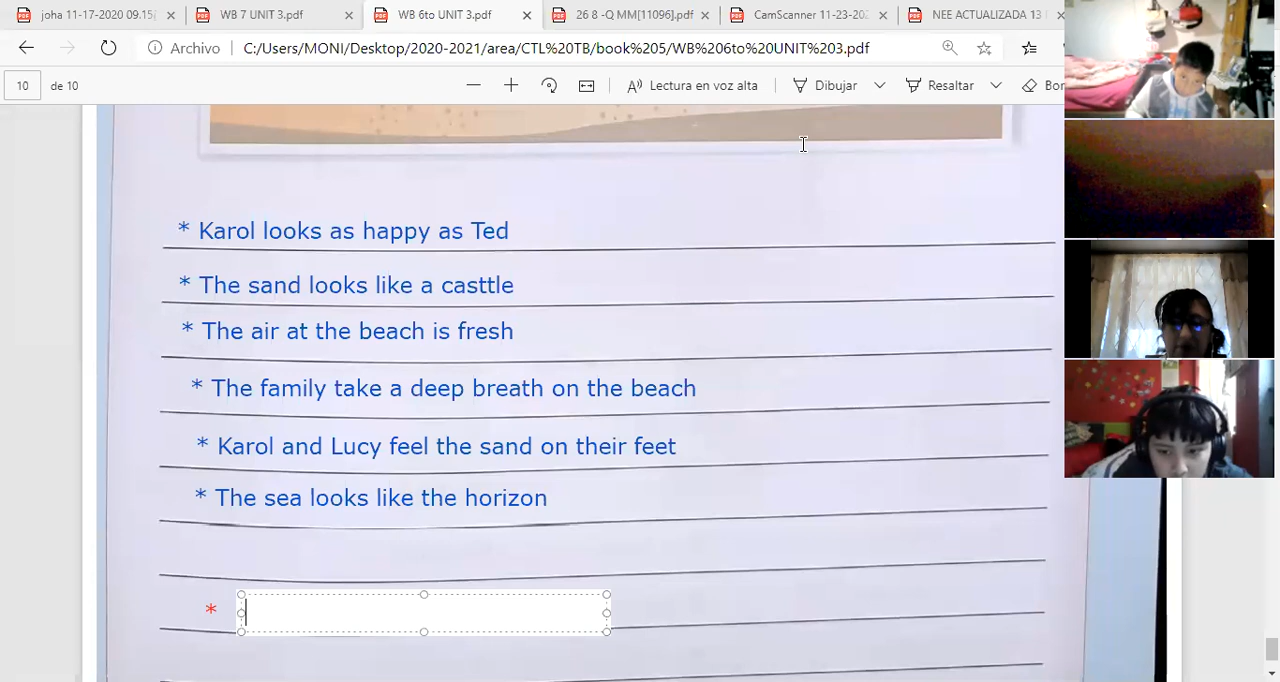 joha 11-17-2020 09.15
WB 7 UNIT 3.pdf
WB 6to UNIT 3.pdf
26 8 -Q MM[11096].pdf
CamScanner 11-23-202
NEE ACTUALIZADA 13
Archivo
C:/Users/MONI/Desktop/2020-2021/area/CTL%20TB/book%205/WB%206to%20UNIT%203.pdf
10 de 10
Lectura en voz alta
Dibujar
Resaltar
Bor
* Karol looks as happy as Ted
* The sand looks like a casttle
* The air at the beach is fresh
* The family take a deep breath on the beach
* Karol and Lucy feel the sand on their feet
* The sea looks like the horizon
*